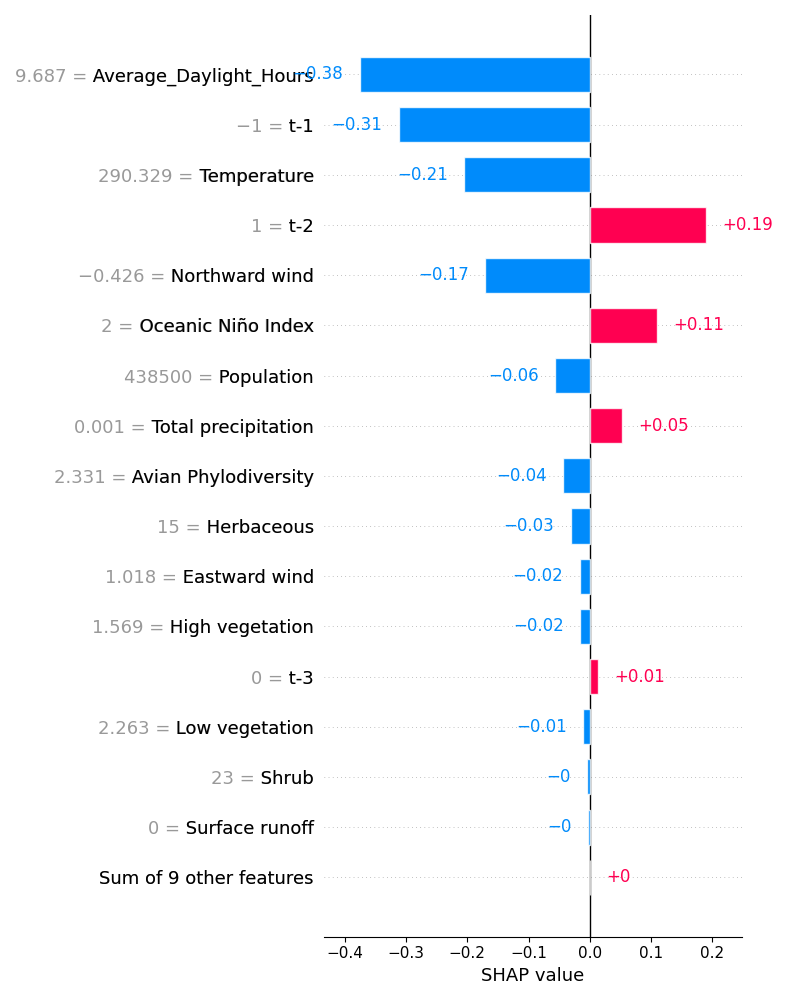 9.687 = Average_Daylight_Hours −0.38
−1 = t-1 −0.31
290.329 = Temperature −0.21
1 = t-2 +0.19
−0.426 = Northward wind −0.17
2 = Oceanic Niño Index +0.11
438500 = Population −0.06
0.001 = Total precipitation +0.05
2.331 = Avian Phylodiversity −0.04
15 = Herbaceous −0.03
1.018 = Eastward wind −0.02
1.569 = High vegetation −0.02
0 = t-3 +0.01
2.263 = Low vegetation −0.01
23 = Shrub −0
0 = Surface runoff −0
Sum of 9 other features +0
−0.4 −0.3 −0.2 −0.1 0.0 0.1 0.2
SHAP value